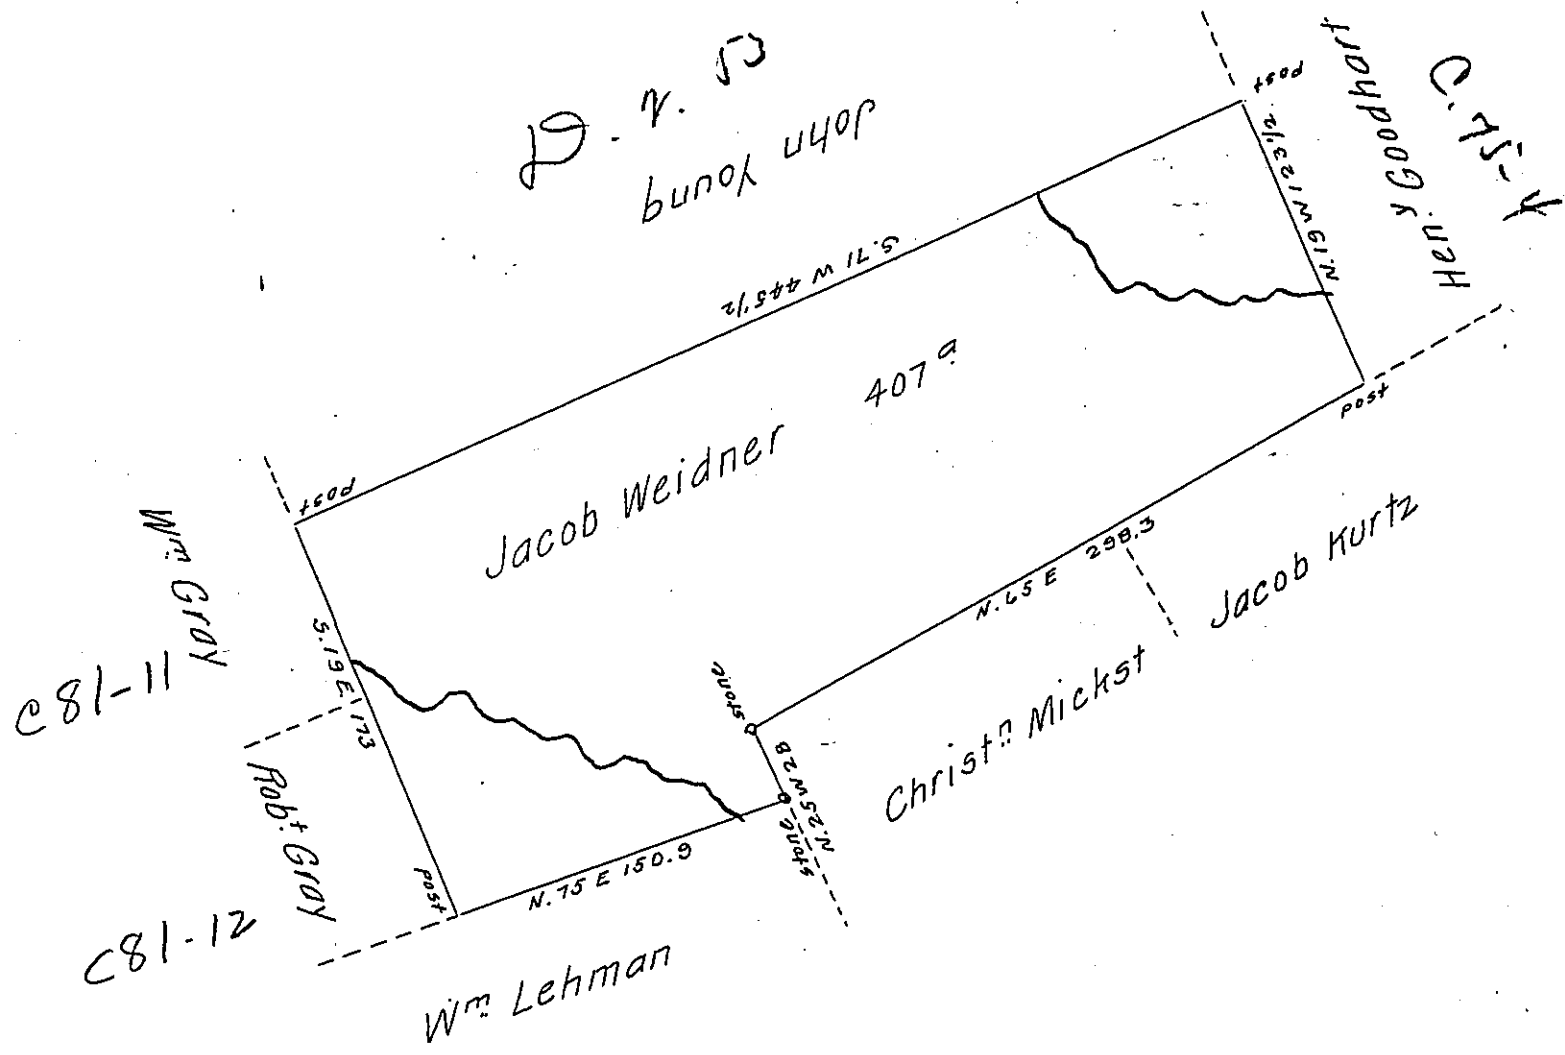 D. 2. 53
John Young
Post
Hen.y Goodhart
C. 75-4
S. 71 W 445 1/2
N. 19 W 123 1/2
Jacob Weidner 407 a
Post
Post
Wm Gray
C 81-11
S. 19 E 173
Robt. Gray
C81-12
Post
N. 75 E 150.9
Wm Lehman
stone
N. 25 W 28
stone
N. 65 E 298.3
Christn Mickst
Jacob Kurtz